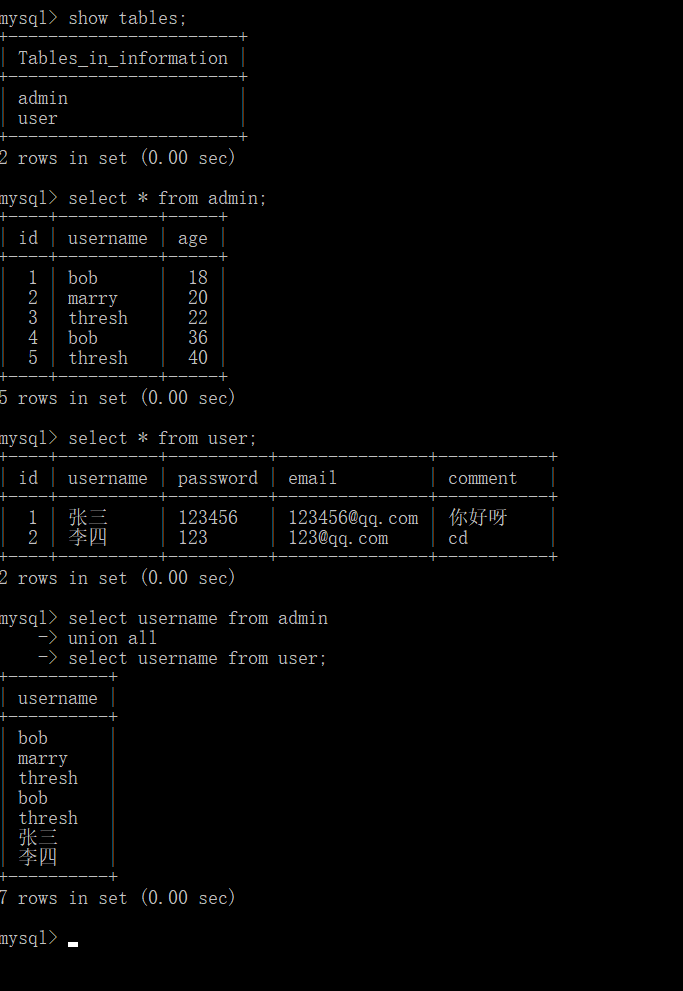 mysql> show tables;
+-----------------------+
| Tables_in_information |
+-----------------------+
| admin                 |
| user                  |
+-----------------------+
2 rows in set (0.00 sec)

mysql> select * from admin;
+----+----------+-----+
| id | username | age |
+----+----------+-----+
|  1 | bob      |  18 |
|  2 | marry    |  20 |
|  3 | thresh   |  22 |
|  4 | bob      |  36 |
|  5 | thresh   |  40 |
+----+----------+-----+
5 rows in set (0.00 sec)

mysql> select * from user;
+----+----------+----------+---------------+-----------+
| id | username | password | email         | comment   |
+----+----------+----------+---------------+-----------+
|  1 | 张三     | 123456   | 123456@qq.com | 你好呀    |
|  2 | 李四     | 123      | 123@qq.com    | cd        |
+----+----------+----------+---------------+-----------+
2 rows in set (0.00 sec)

mysql> select username from admin
    -> union all
    -> select username from user;
+----------+
| username |
+----------+
| bob      |
| marry    |
| thresh   |
| bob      |
| thresh   |
| 张三     |
| 李四     |
+----------+
7 rows in set (0.00 sec)

mysql>